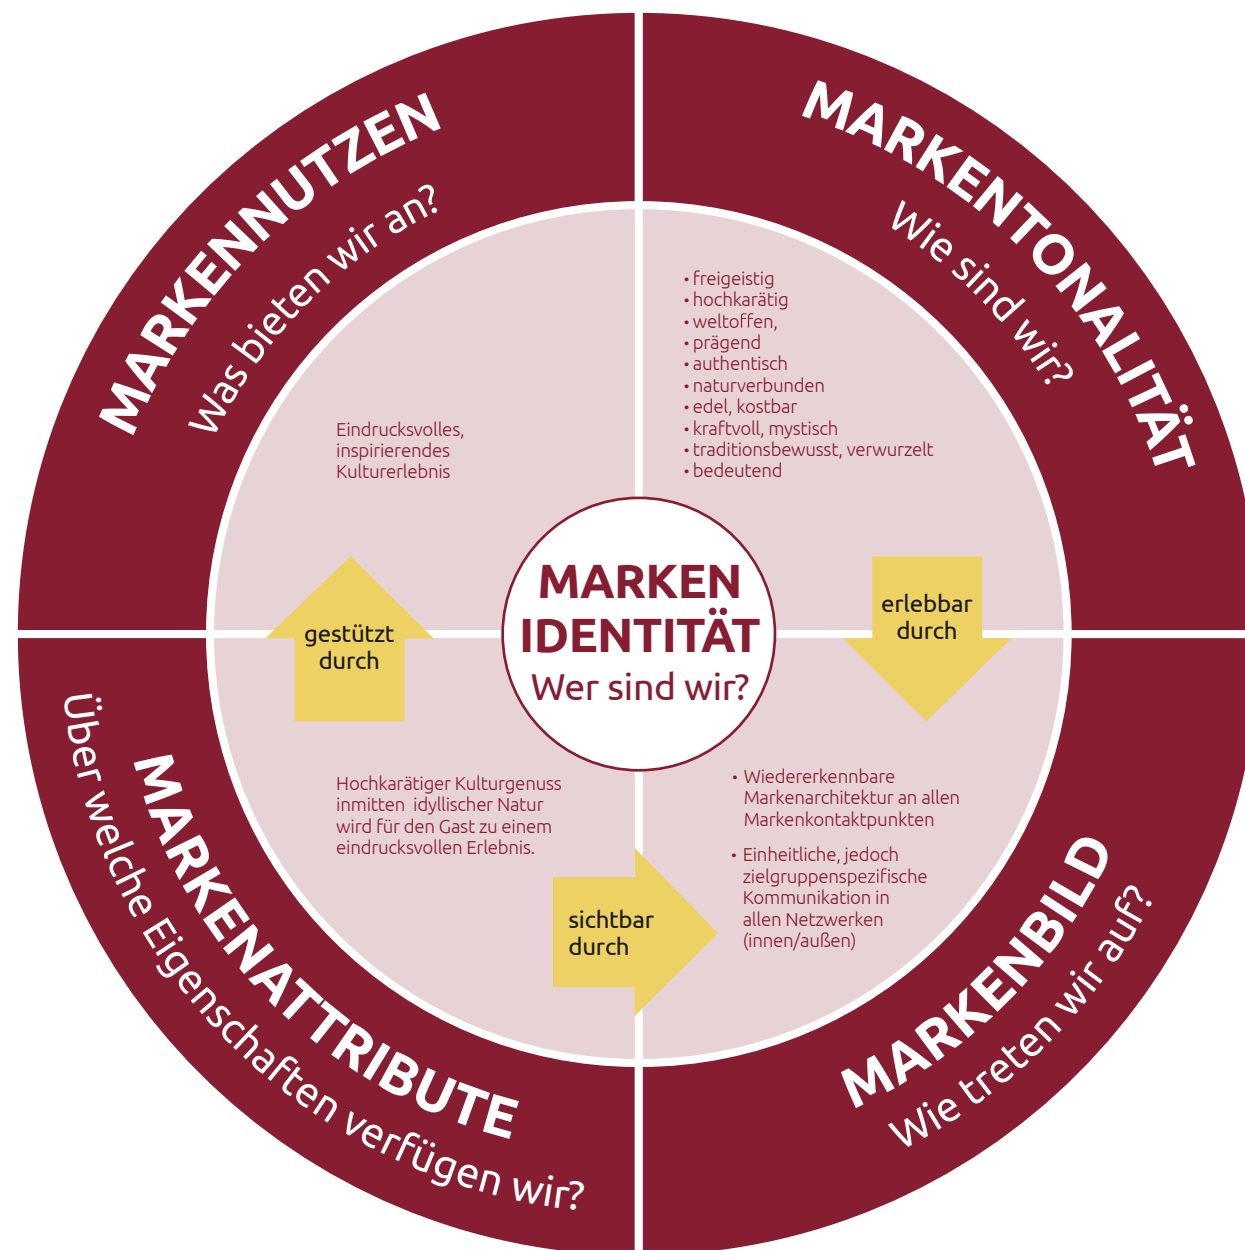 MARKENNUTZEN
Was bieten wir an?
Eindrucksvolles,
inspirierendes
Kulturerlebnis
MARKENTONALITÄT
Wie sind wir?
• freigeistig
• hochkarätig
• weltoffen,
• prägend
• authentisch
• naturverbunden
• edel, kostbar
• kraftvoll, mystisch
• traditionsbewusst, verwurzelt
• bedeutend
MARKEN
IDENTITÄT
Wer sind wir?
gestützt
durch
erlebbar
durch
MARKENATTRIBUTE
Über welche Eigenschaften verfügen wir?
Hochkarätiger Kulturgenuss
inmitten idyllischer Natur
wird für den Gast zu einem
eindrucksvollen Erlebnis.
sichtbar
durch
• Wiedererkennbare
Markenarchitektur an allen
Markenkontaktpunkten
• Einheitliche, jedoch
zielgruppenspezifische
Kommunikation in
allen Netzwerken
(innen/außen)
MARKENBILD
Wie treten wir auf?